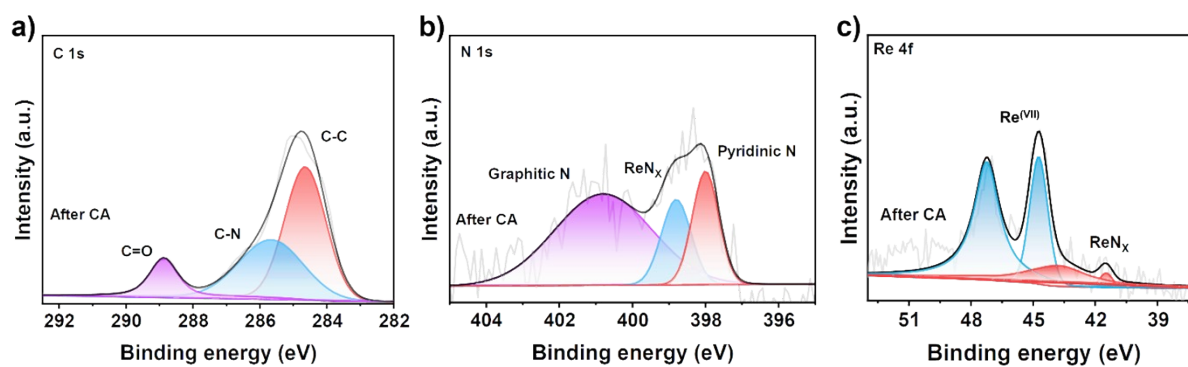 a)
C 1s
C-C
C-N
C=O
After CA
Intensity (a.u.)
292 290 288 286 284 282
Binding energy (eV)
b)
N 1s
Graphitic N
ReNX
Pyridinic N
After CA
Intensity (a.u.)
404 402 400 398 396
Binding energy (eV)
c)
Re 4f
Re(VII)
After CA
ReNX
Intensity (a.u.)
51 48 45 42 39
Binding energy (eV)